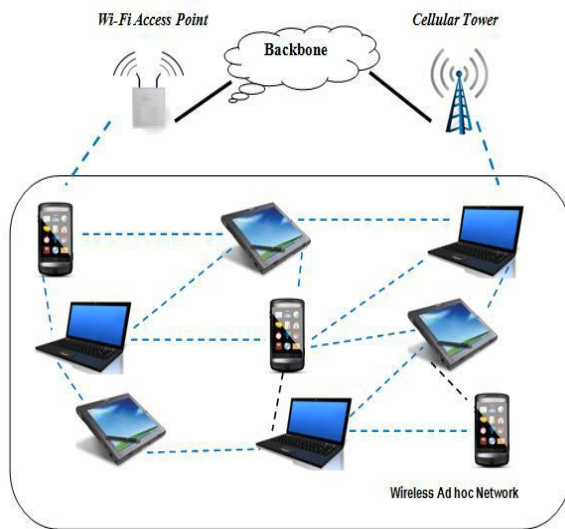 Wi-Fi Access Point
Cellular Tower
Backbone
Wireless Ad hoc Network